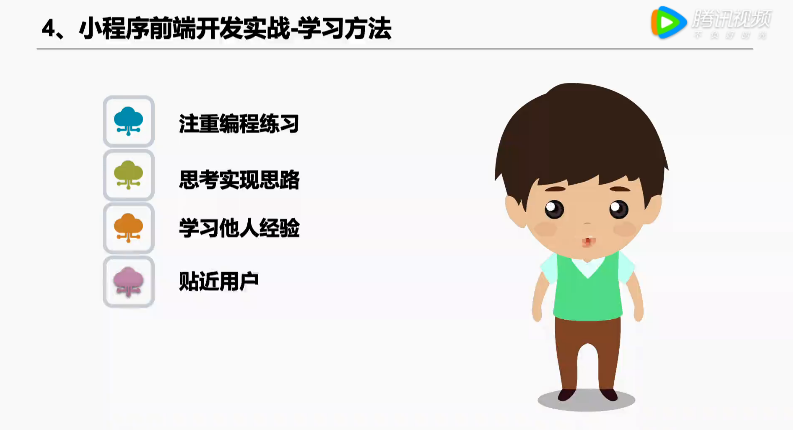 4、小程序前端开发实战-学习方法
腾讯视频
注重编程练习
思考实现思路
学习他人经验
贴近用户